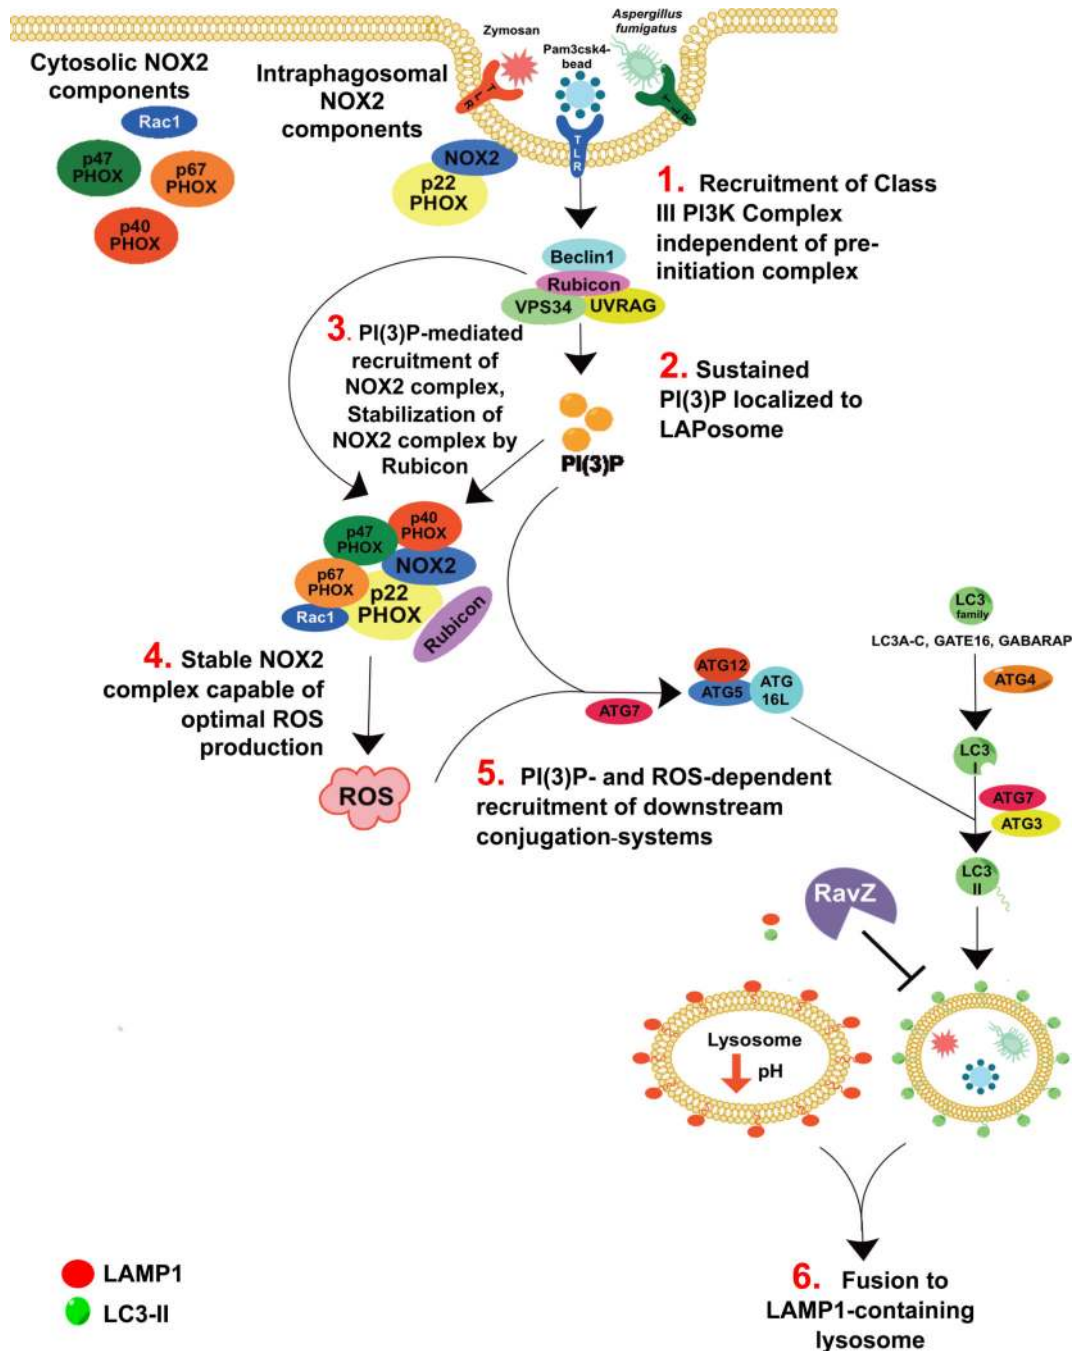 Zymosan
Pam3csk4-
bead
Aspergillus
fumigatus
TLR
TLR
TLR
Cytosolic NOX2
components
Rac1
p47
PHOX
p67
PHOX
p40
PHOX
Intraphagosomal
NOX2
components
NOX2
p22
PHOX
1. Recruitment of Class
III PI3K Complex
independent of pre-
initiation complex
Beclin1
Rubicon
VPS34
UVRAG
2. Sustained
PI(3)P localized to
LAPosome
PI(3)P
3. PI(3)P-mediated
recruitment of
NOX2 complex,
Stabilization of
NOX2 complex by
Rubicon
p40
PHOX
p47
PHOX
NOX2
p67
PHOX
p22
PHOX
Rac1
Rubicon
4. Stable NOX2
complex capable of
optimal ROS
production
ROS
ATG7
ATG12
ATG5
ATG
16L
5. PI(3)P- and ROS-dependent
recruitment of downstream
conjugation-systems
LC3
family
LC3A-C, GATE16, GABARAP
ATG4
LC3
I
ATG7
ATG3
LC3
II
RavZ
Lysosome
pH
6. Fusion to
LAMP1-containing
lysosome
LAMP1
LC3-II